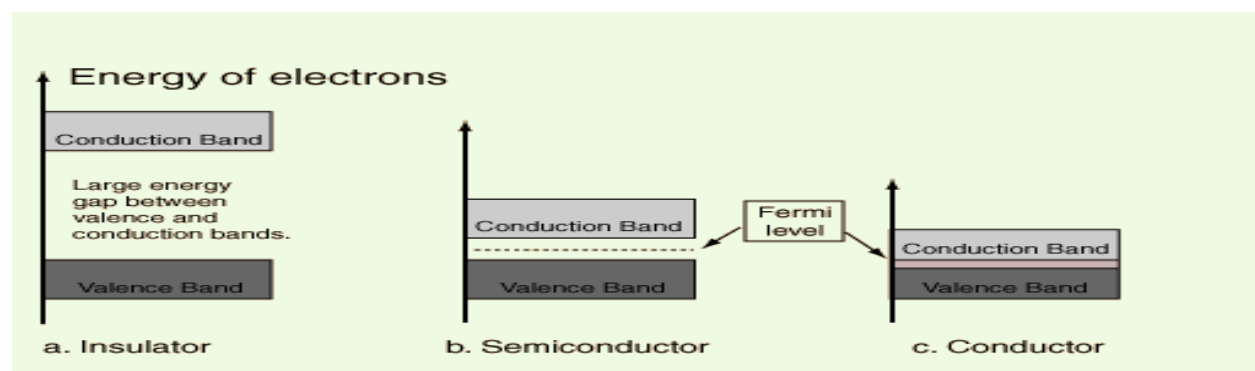 Energy of electrons
Conduction Band
Large energy
gap between
valence and
conduction bands.
Valence Band
a. Insulator
Conduction Band
Valence Band
b. Semiconductor
Fermi
level
Conduction Band
Valence Band
c. Conductor